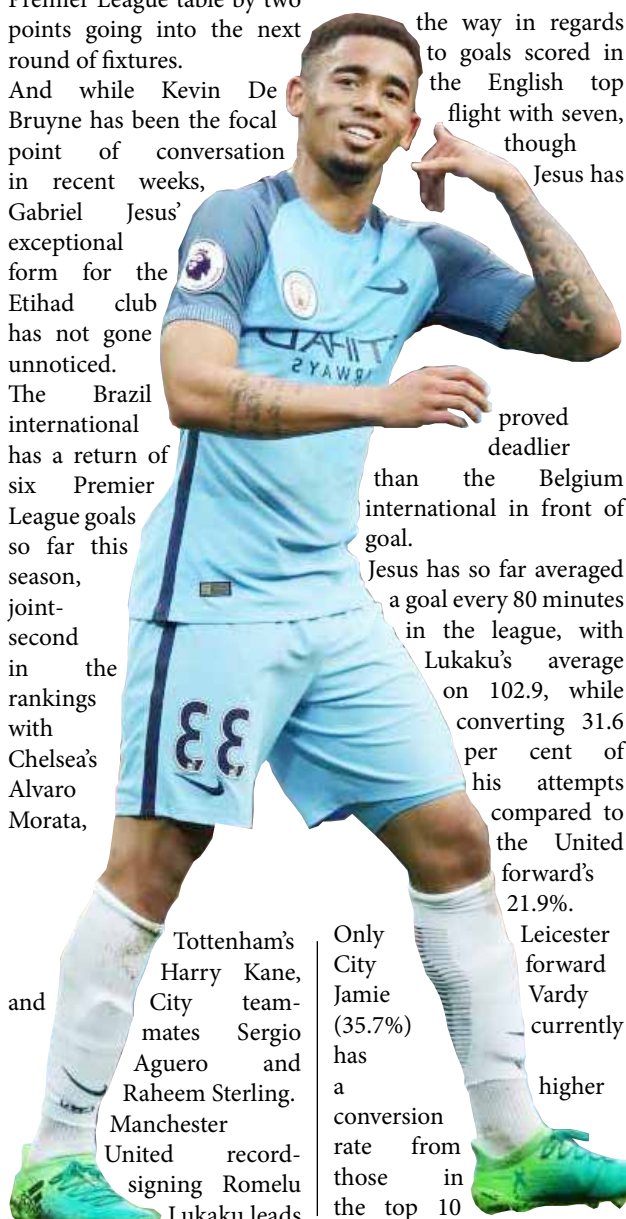 Premier League table by two
points going into the next
round of fixtures.
And while Kevin De
Bruyne has been the focal
point of conversation
in recent weeks,
Gabriel Jesus'
exceptional
form for the
Etihad club
has not gone
unnoticed.
The Brazil
international
has a return of
six Premier
League goals
so far this
season,
joint-
second
in the
rankings
with
Chelsea's
Alvaro
Morata,
Tottenham's
Harry Kane,
and City team-
mates Sergio
Aguero and
Raheem Sterling.
Manchester
United record-
signing Romelu
Lukaku leads
the way in regards
to goals scored in
the English top
flight with seven,
though
Jesus has
proved
deadlier
than the Belgium
international in front of
goal.
Jesus has so far averaged
a goal every 80 minutes
in the league, with
Lukaku's average
on 102.9, while
converting 31.6
per cent of
his attempts
compared to
the United
forward's
21.9%.
Only Leicester
City forward
Jamie Vardy
(35.7%) currently
has
a higher
conversion
rate from
those in
the top 10
TIHAD
RWAYS
33
33